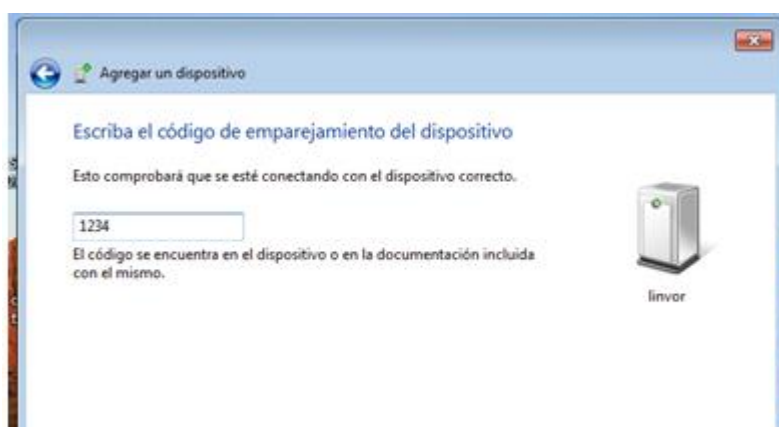 Agregar un dispositivo
Escriba el código de emparejamiento del dispositivo
Esto comprobará que se esté conectando con el dispositivo correcto.
1234
El código se encuentra en el dispositivo o en la documentación incluida
con el mismo.
linvor